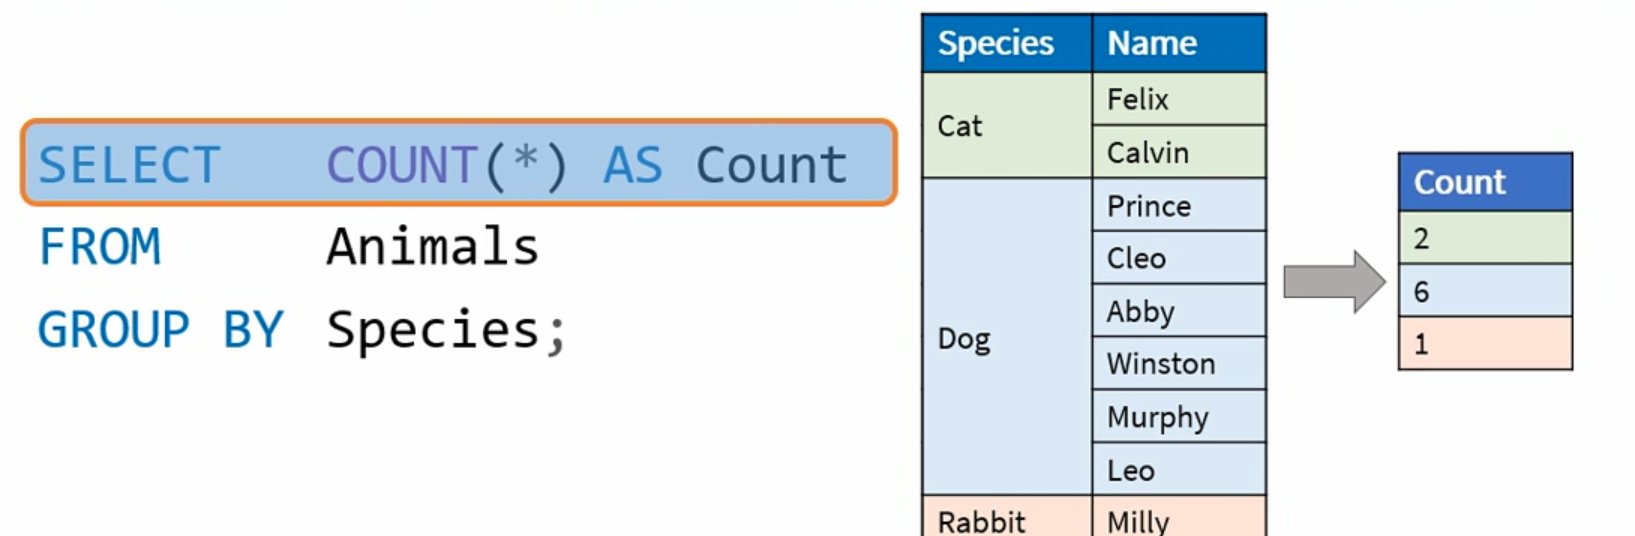 SELECT COUNT(*) AS Count
FROM Animals
GROUP BY Species;
Species Name
Cat
Felix
Calvin
Dog
Prince
Cleo
Abby
Winston
Murphy
Leo
Rabbit Milly
Count
2
6
1